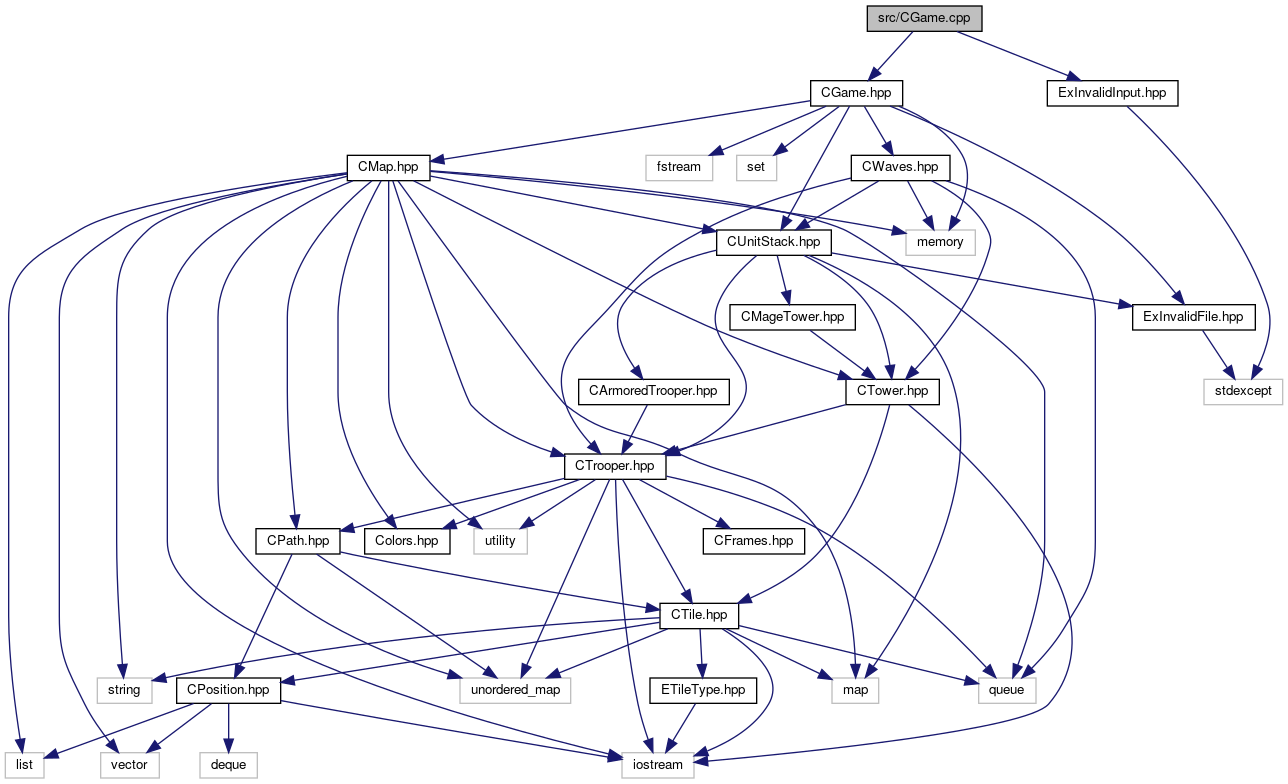 src/CGame.cpp
CGame.hpp
ExInvalidInput.hpp
CMap.hpp
fstream
set
CWaves.hpp
CUnitStack.hpp
memory
CMageTower.hpp
ExInvalidFile.hpp
CArmoredTrooper.hpp
CTower.hpp
stdexcept
CTrooper.hpp
CPath.hpp
Colors.hpp
utility
CFrames.hpp
CTile.hpp
string
CPosition.hpp
unordered_map
ETileType.hpp
map
queue
list
vector
deque
iostream